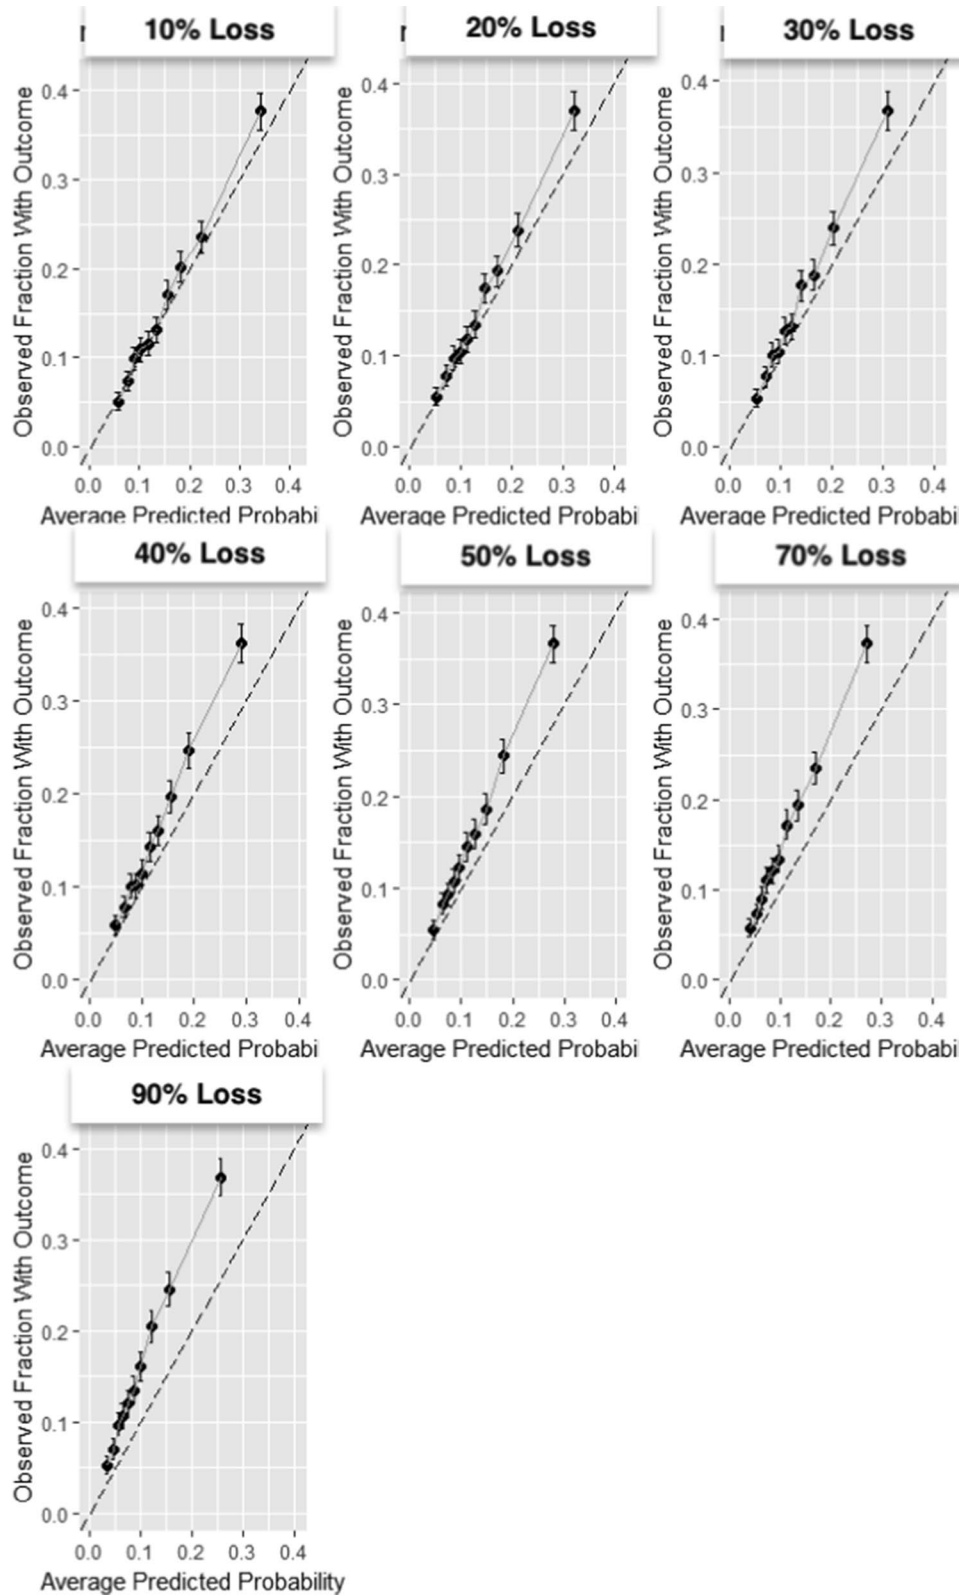 10% Loss
20% Loss
30% Loss
Observed Fraction With Outcome
0.4
0.3
0.2
0.1
0.0
0.0 0.1 0.2 0.3 0.4
Average Predicted Probabi
Observed Fraction With Outcome
0.4
0.3
0.2
0.1
0.0
0.0 0.1 0.2 0.3 0.4
Average Predicted Probabi
Observed Fraction With Outcome
0.4
0.3
0.2
0.1
0.0
0.0 0.1 0.2 0.3 0.4
Average Predicted Probabi
40% Loss
50% Loss
70% Loss
Observed Fraction With Outcome
0.4
0.3
0.2
0.1
0.0
0.0 0.1 0.2 0.3 0.4
Average Predicted Probabi
Observed Fraction With Outcome
0.4
0.3
0.2
0.1
0.0
0.0 0.1 0.2 0.3 0.4
Average Predicted Probabi
Observed Fraction With Outcome
0.4
0.3
0.2
0.1
0.0
0.0 0.1 0.2 0.3 0.4
Average Predicted Probabi
90% Loss
Observed Fraction With Outcome
0.4
0.3
0.2
0.1
0.0
0.0 0.1 0.2 0.3 0.4
Average Predicted Probability